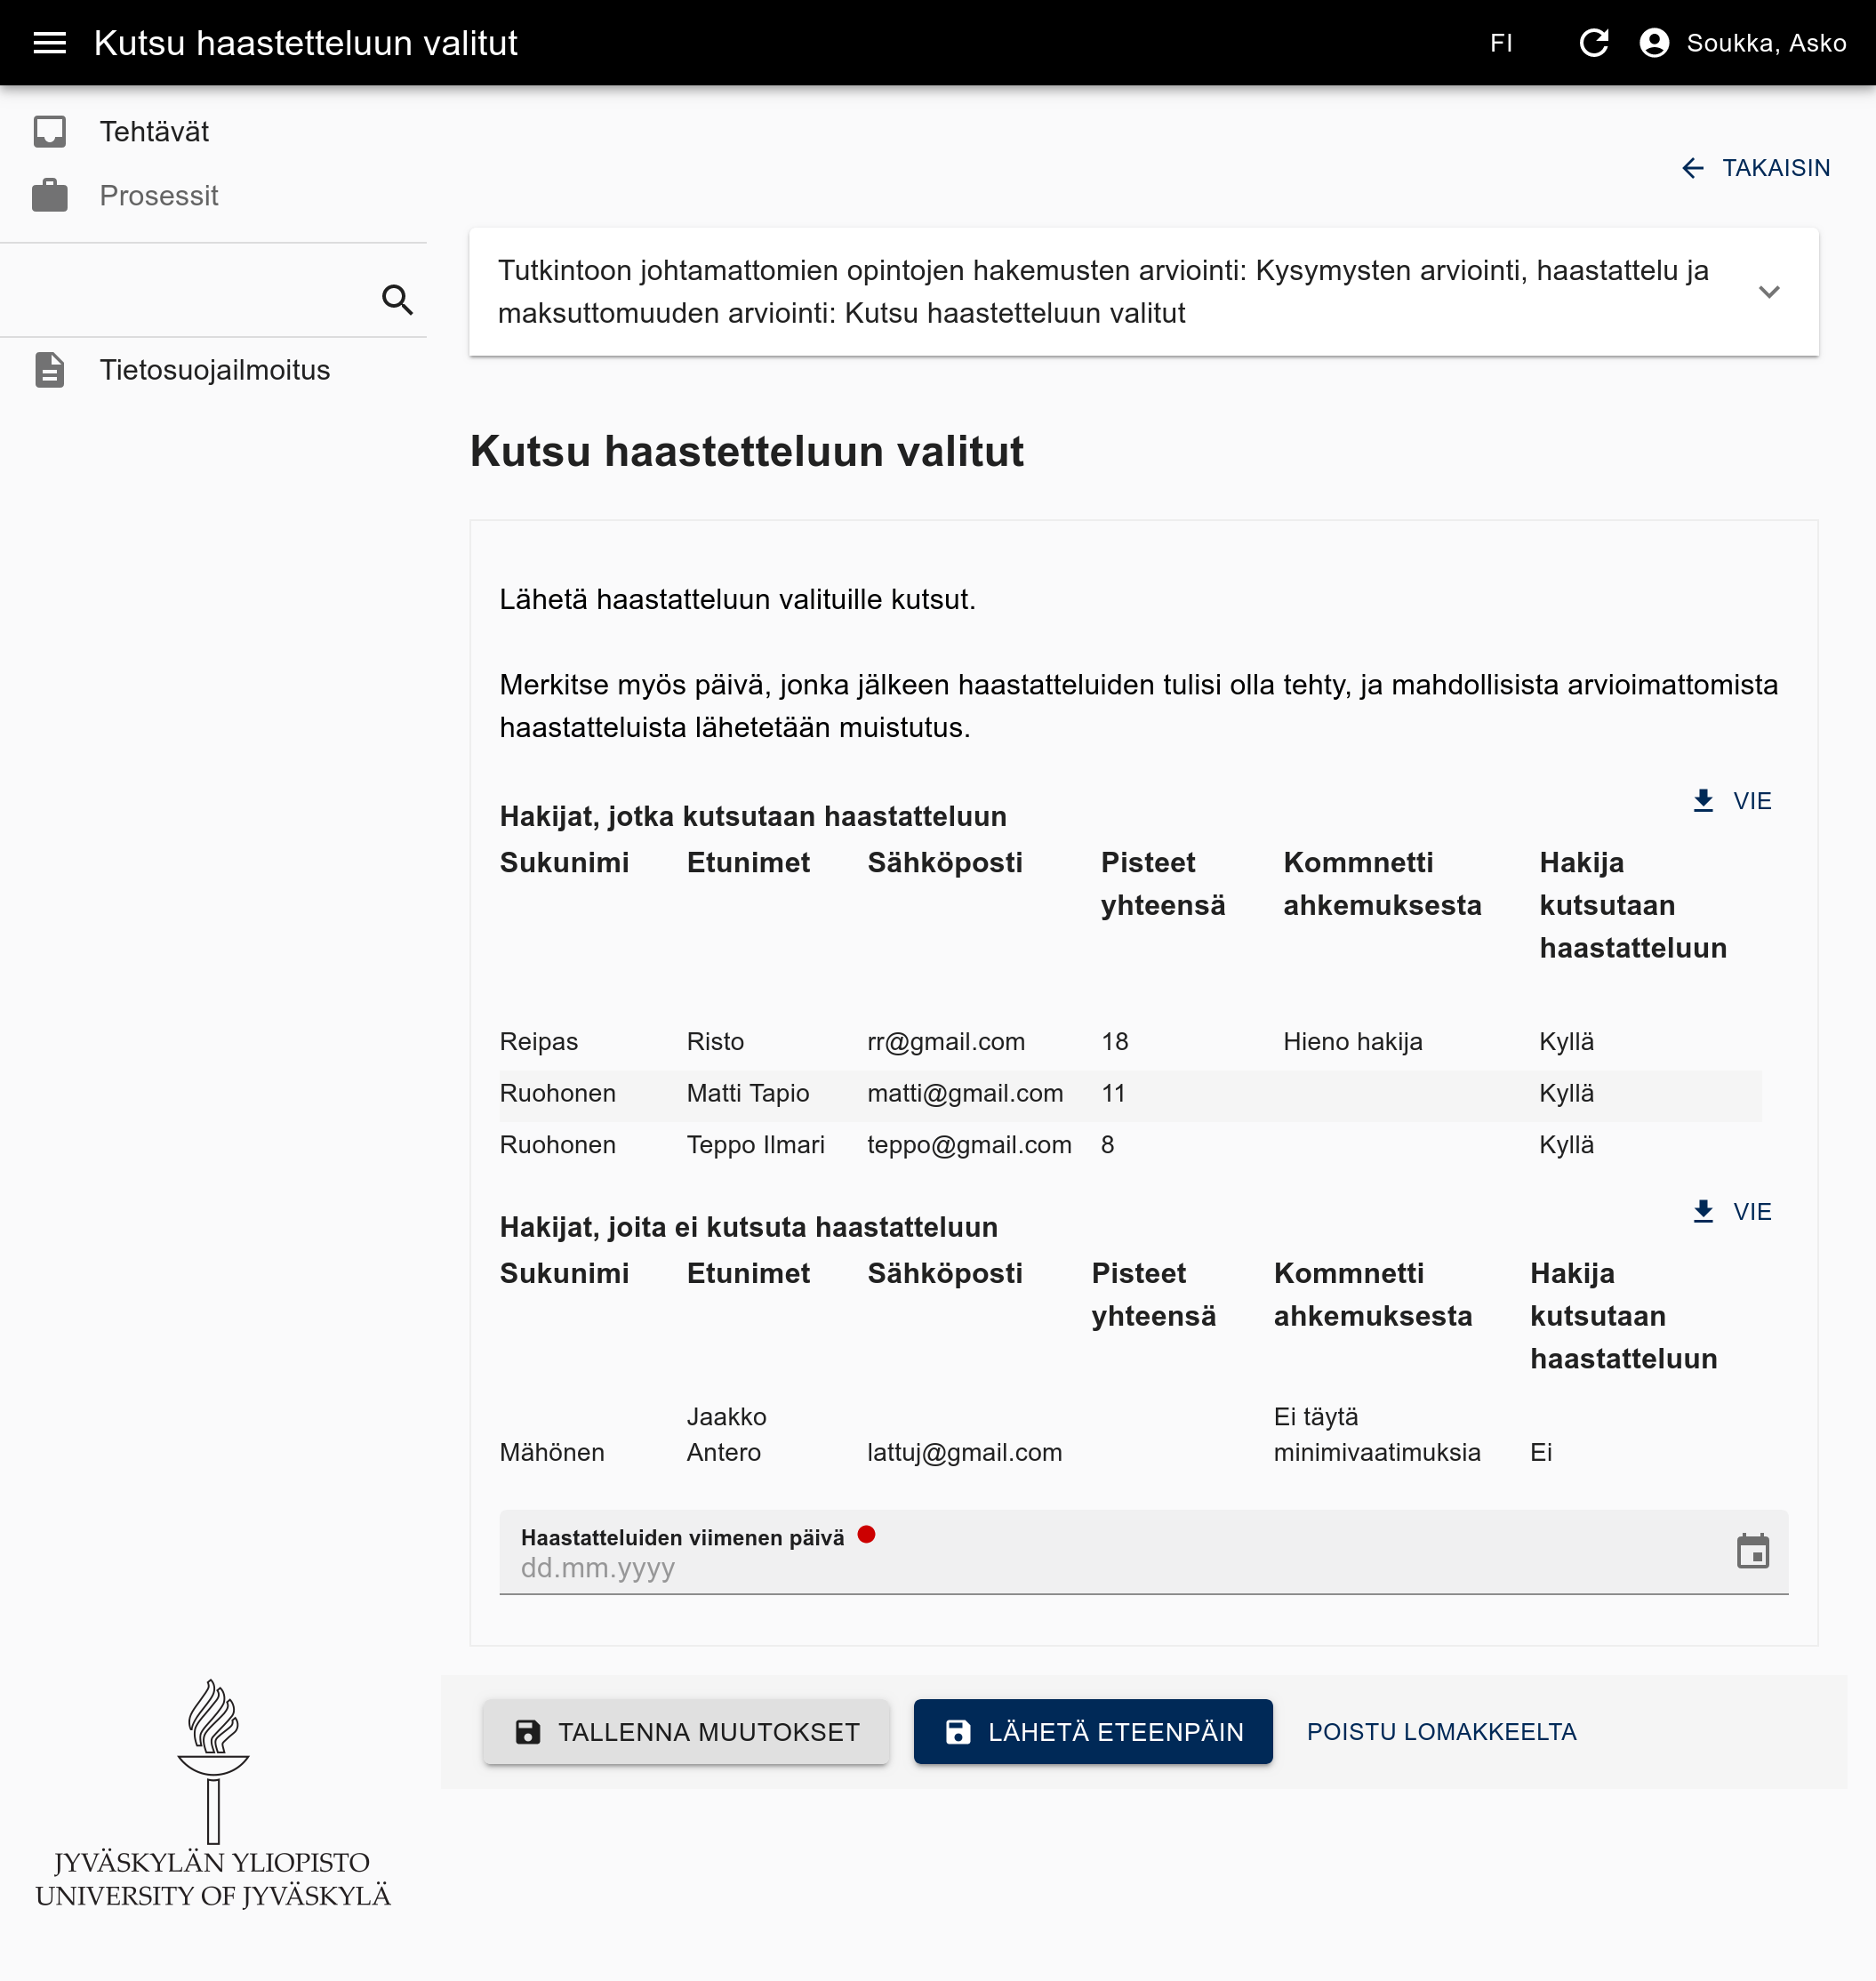 Kutsu haastetteluun valitut
FI
Soukka, Asko
Tehtävät
Prosessit
Tietosuojailmoitus
TAKAISIN
Tutkintoon johtamattomien opintojen hakemusten arviointi: Kysymysten arviointi, haastattelu ja
maksuttomuuden arviointi: Kutsu haastetteluun valitut
Kutsu haastetteluun valitut
Lähetä haastatteluun valituille kutsut.
Merkitse myös päivä, jonka jälkeen haastatteluiden tulisi olla tehty, ja mahdollisista arvioimattomista
haastatteluista lähetetään muistutus.
VIE
Hakijat, jotka kutsutaan haastatteluun
Sukunimi Etunimet Sähköposti Pisteet Kommnetti Hakija
yhteensä ahkemuksesta kutsutaan
haastatteluun
Reipas Risto rr@gmail.com 18 Hieno hakija Kyllä
Ruohonen Matti Tapio matti@gmail.com 11 Kyllä
Ruohonen Teppo Ilmari teppo@gmail.com 8 Kyllä
VIE
Hakijat, joita ei kutsuta haastatteluun
Sukunimi Etunimet Sähköposti Pisteet Kommnetti Hakija
yhteensä ahkemuksesta kutsutaan
haastatteluun
Jaakko Ei täytä
Mähönen Antero lattuj@gmail.com minimivaatimuksia Ei
Haastatteluiden viimenen päivä
dd.mm.yyyy
TALLENNA MUUTOKSET
LÄHETÄ ETEENPÄIN
POISTU LOMAKKEELTA
JYVÄSKYLÄN YLIOPISTO
UNIVERSITY OF JYVÄSKYLÄ